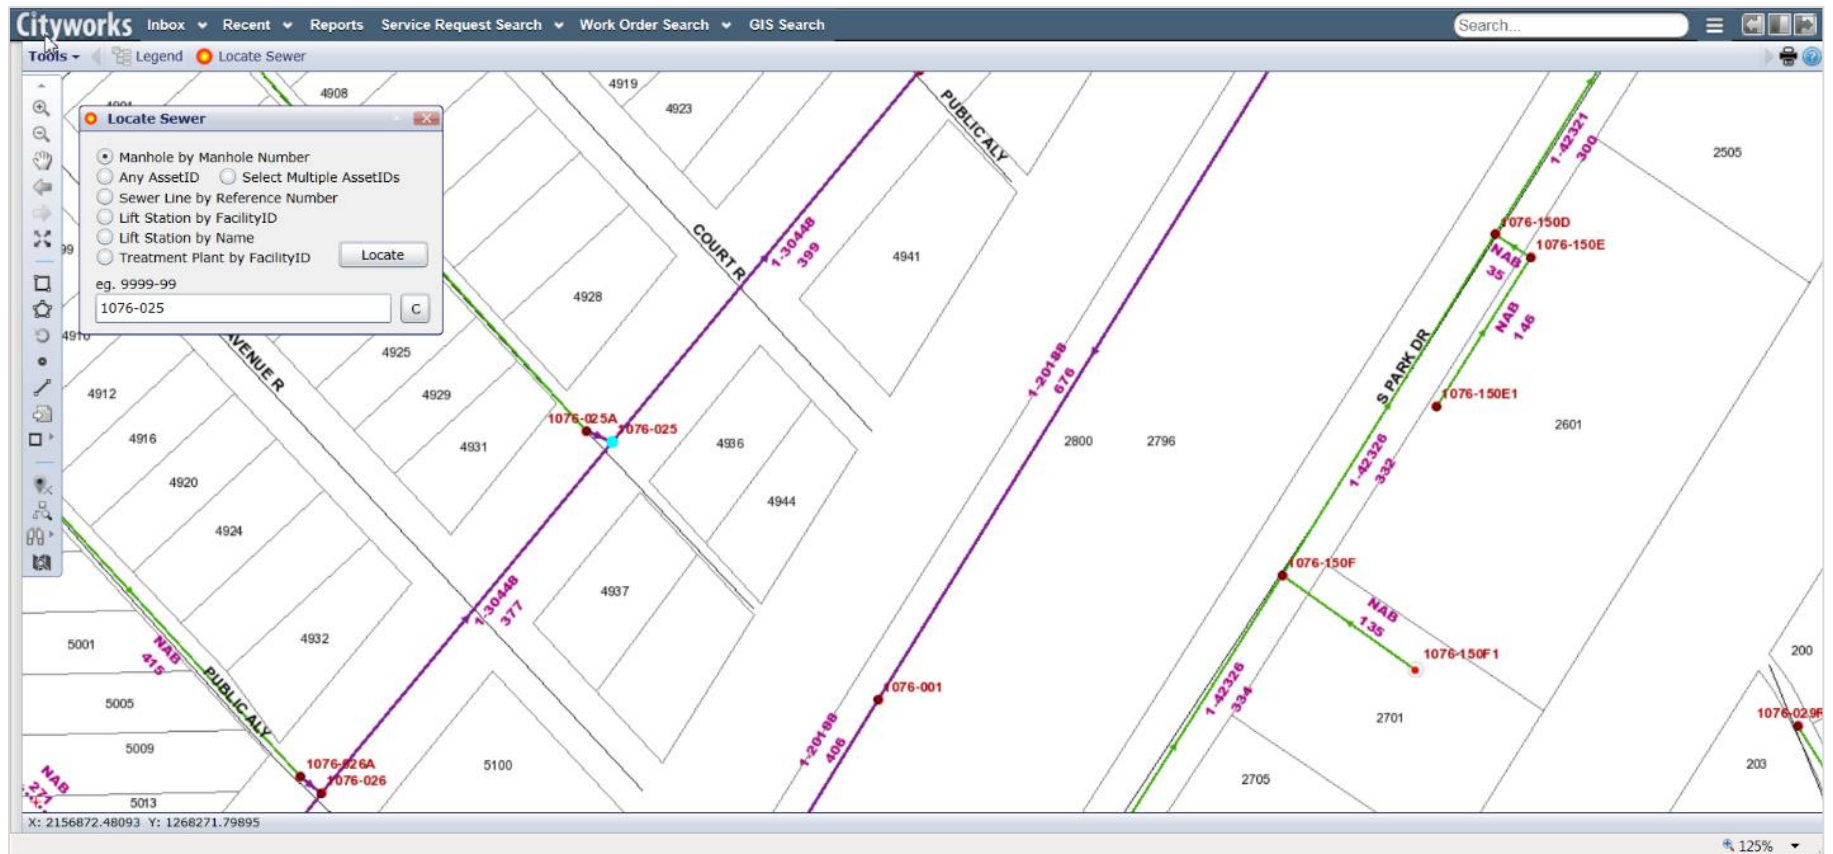 Cityworks Inbox Recent Reports Service Request Search Work Order Search GIS Search Search...
Tools Legend Locate Sewer
Locate Sewer
Manhole by Manhole Number
Any AssetID Select Multiple AssetIDs
Sewer Line by Reference Number
Lift Station by FacilityID
Lift Station by Name
Treatment Plant by FacilityID
Locate
eg. 9999-99
1076-025
C
4908
4919
4923
PUBLIC ALY
COURT R
1-30448
399
4941
4928
4925
4929
4931
AVENUE R
4912
4916
4920
4924
4932
1076-025A
1076-025
4936
4944
4937
1-30448
377
5001
NAB
415
5005
PUBLIC ALY
5009
5013
NAB
271
1076-026A
1076-026
5100
1-20188
676
2800
2796
1076-001
1-20188
406
1-42321
300
2505
1076-150D
1076-150E
NAB
35
NAB
146
S PARK DR
1076-150E1
2601
1-42326
332
1076-150F
NAB
135
1076-150F1
1-42326
334
2701
2705
200
1076-029F
203
X: 2156872.48093 Y: 1268271.79895
125%